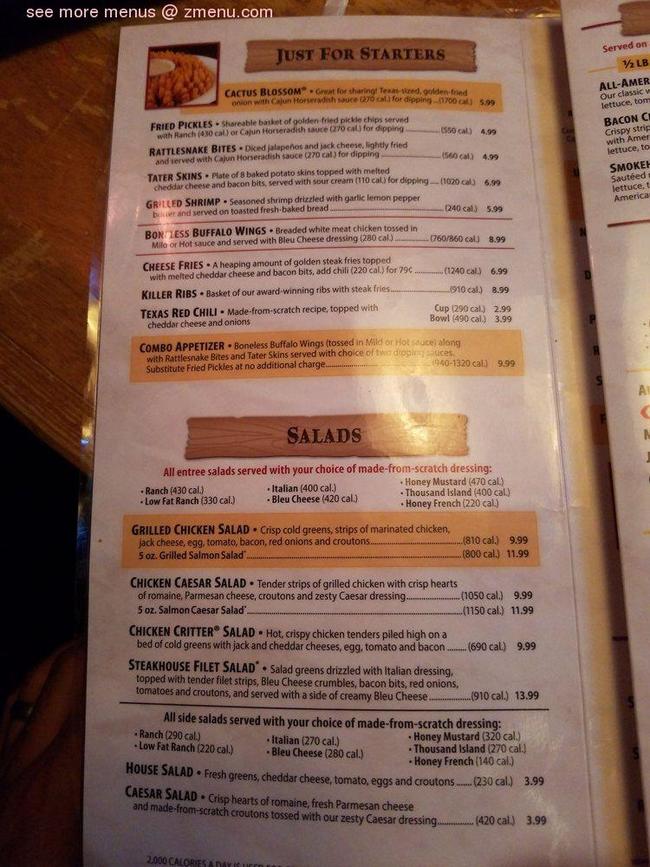 see more menus @ zmenu.com
JUST FOR STARTERS
CACTUS BLOSSOM® • Great for sharing! Texas-sized, golden-fried
onion with Cajun Horseradish sauce (270 cal.) for dipping ...(1700 cal.) 5.99
FRIED PICKLES • Shareable basket of golden-fried pickle chips served
with Ranch (430 cal.) or Cajun Horseradish sauce (270 cal.) for dipping ............(550 cal.) 4.99
RATTLESNAKE BITES • Diced jalapeños and jack cheese, lightly fried
and served with Cajun Horseradish sauce (270 cal.) for dipping ......................(560 cal.) 4.99
TATER SKINS • Plate of 8 baked potato skins topped with melted
cheddar cheese and bacon bits, served with sour cream (110 cal.) for dipping .... (1020 cal.) 6.99
GRILLED SHRIMP • Seasoned shrimp drizzled with garlic lemon pepper
butter and served on toasted fresh-baked bread ........................................(240 cal.) 5.99
BONELESS BUFFALO WINGS • Breaded white meat chicken tossed in
Mild or Hot sauce and served with Bleu Cheese dressing (280 cal.) ............(760/860 cal.) 8.99
CHEESE FRIES • A heaping amount of golden steak fries topped
with melted cheddar cheese and bacon bits, add chili (220 cal.) for 79¢ ..........(1240 cal.) 6.99
KILLER RIBS • Basket of our award-winning ribs with steak fries......................(910 cal.) 8.99
TEXAS RED CHILI • Made-from-scratch recipe, topped with Cup (290 cal.) 2.99
cheddar cheese and onions Bowl (490 cal.) 3.99
COMBO APPETIZER • Boneless Buffalo Wings (tossed in Mild or Hot sauce) along
with Rattlesnake Bites and Tater Skins served with choice of two dipping sauces.
Substitute Fried Pickles at no additional charge...............................(940-1320 cal.) 9.99
SALADS
All entree salads served with your choice of made-from-scratch dressing:
• Ranch (430 cal.) • Italian (400 cal.) • Honey Mustard (470 cal.)
• Low Fat Ranch (330 cal.) • Bleu Cheese (420 cal.) • Thousand Island (400 cal.)
• Honey French (220 cal.)
GRILLED CHICKEN SALAD • Crisp cold greens, strips of marinated chicken,
jack cheese, egg, tomato, bacon, red onions and croutons...........................(810 cal.) 9.99
5 oz. Grilled Salmon Salad*..............................................................(800 cal.) 11.99
CHICKEN CAESAR SALAD • Tender strips of grilled chicken with crisp hearts
of romaine, Parmesan cheese, croutons and zesty Caesar dressing................(1050 cal.) 9.99
5 oz. Salmon Caesar Salad*..............................................................(1150 cal.) 11.99
CHICKEN CRITTER® SALAD • Hot, crispy chicken tenders piled high on a
bed of cold greens with jack and cheddar cheeses, egg, tomato and bacon ........(690 cal.) 9.99
STEAKHOUSE FILET SALAD* • Salad greens drizzled with Italian dressing,
topped with tender filet strips, Bleu Cheese crumbles, bacon bits, red onions,
tomatoes and croutons, and served with a side of creamy Bleu Cheese ............(910 cal.) 13.99
All side salads served with your choice of made-from-scratch dressing:
• Ranch (290 cal.) • Italian (270 cal.) • Honey Mustard (320 cal.)
• Low Fat Ranch (220 cal.) • Bleu Cheese (280 cal.) • Thousand Island (270 cal.)
• Honey French (140 cal.)
HOUSE SALAD • Fresh greens, cheddar cheese, tomato, eggs and croutons ...... (230 cal.) 3.99
CAESAR SALAD • Crisp hearts of romaine, fresh Parmesan cheese
and made-from-scratch croutons tossed with our zesty Caesar dressing............. (420 cal.) 3.99
Served on
½ LB.
ALL-AMER
Our classic
lettuce, tom
BACON C
Crispy strip
with Amer
lettuce, to
SMOKEH
Sautéed
lettuce, t
American